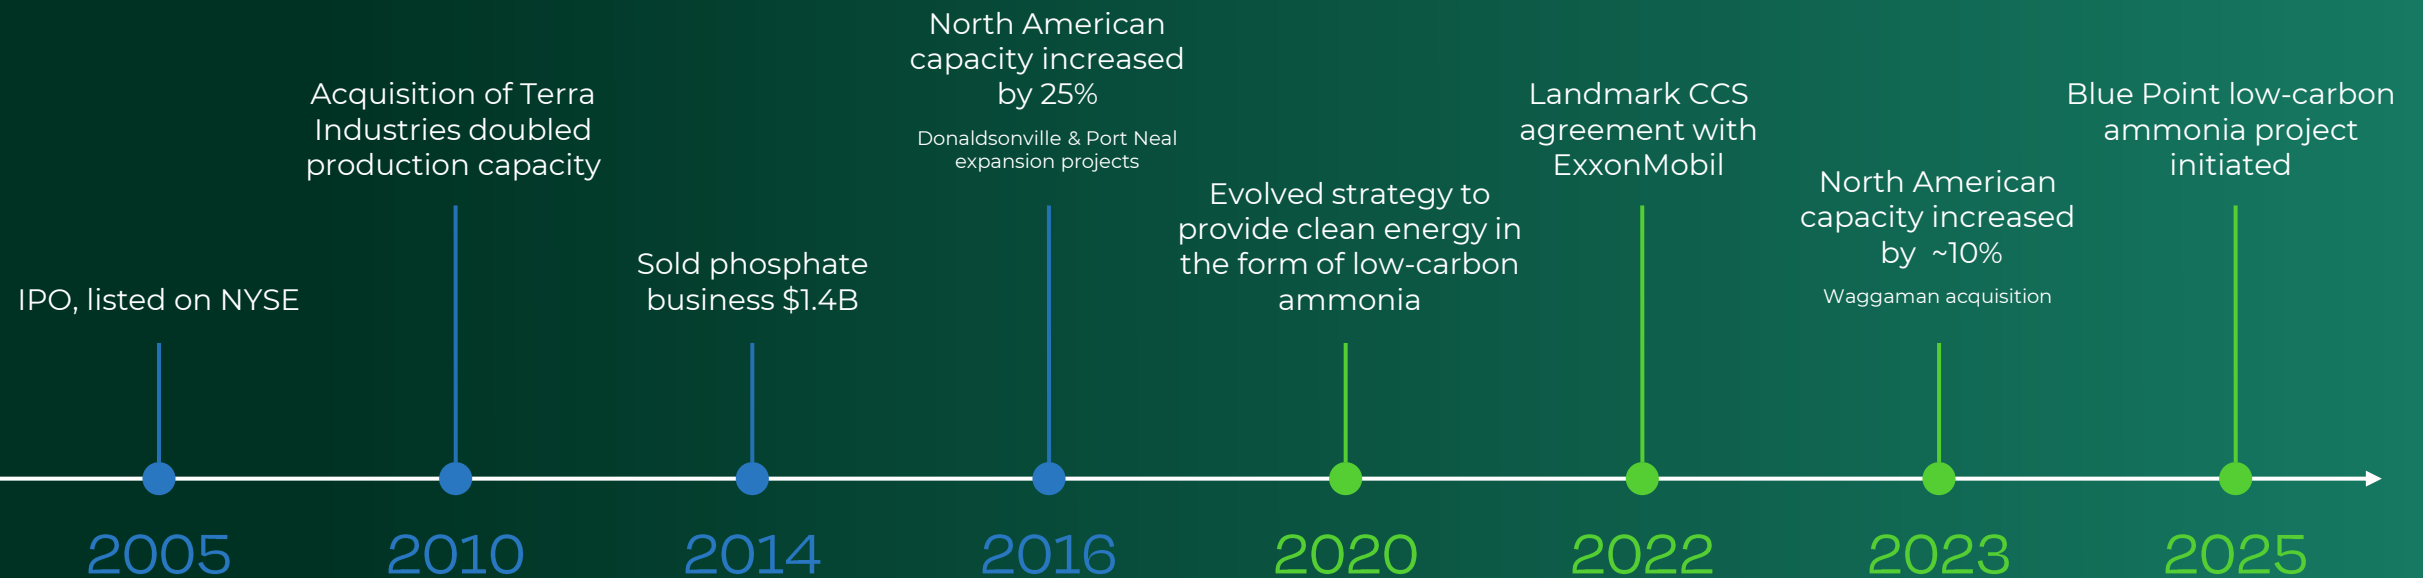 IPO, listed on NYSE
2005
Acquisition of Terra
Industries doubled
production capacity
2010
Sold phosphate
business $1.4B
2014
North American
capacity increased
by 25%
Donaldsonville & Port Neal
expansion projects
2016
Evolved strategy to
provide clean energy in
the form of low-carbon
ammonia
2020
Landmark CCS
agreement with
ExxonMobil
2022
North American
capacity increased
by ~10%
Waggaman acquisition
2023
Blue Point low-carbon
ammonia project
initiated
2025